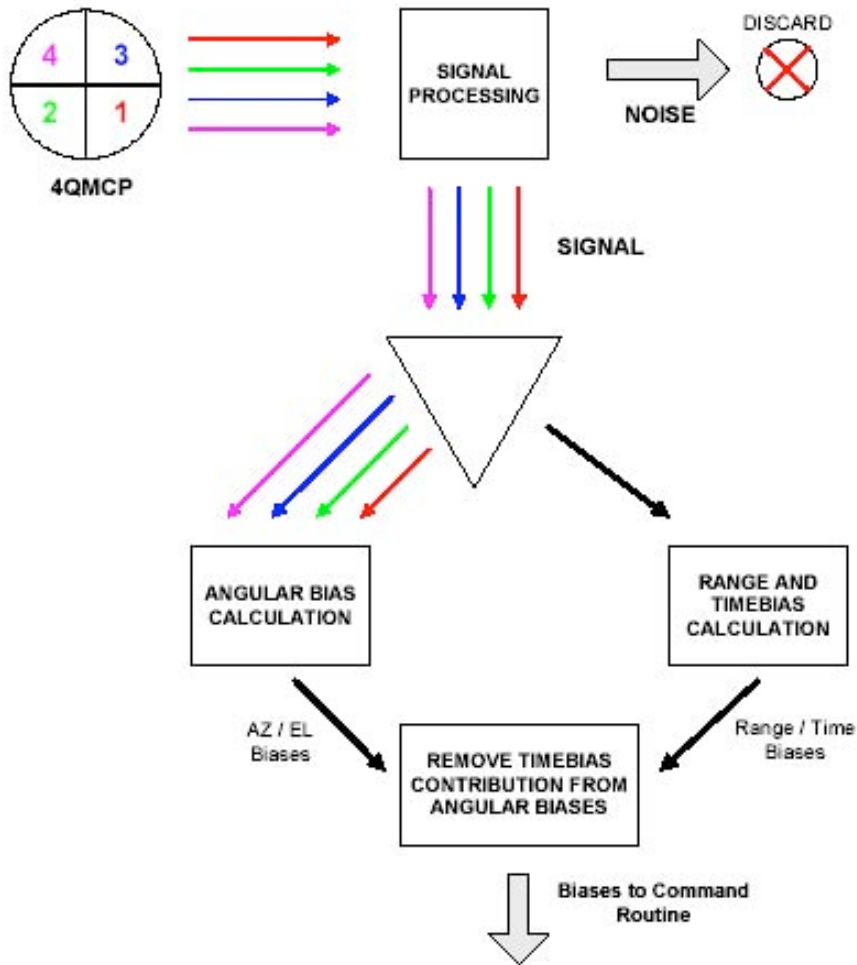 4
3
2
1
4QMCP
SIGNAL
PROCESSING
NOISE
DISCARD
SIGNAL
ANGULAR BIAS
CALCULATION
RANGE AND
TIMEBIAS
CALCULATION
AZ / EL
Biases
Range / Time
Biases
REMOVE TIMEBIAS
CONTRIBUTION FROM
ANGULAR BIASES
Biases to Command
Routine